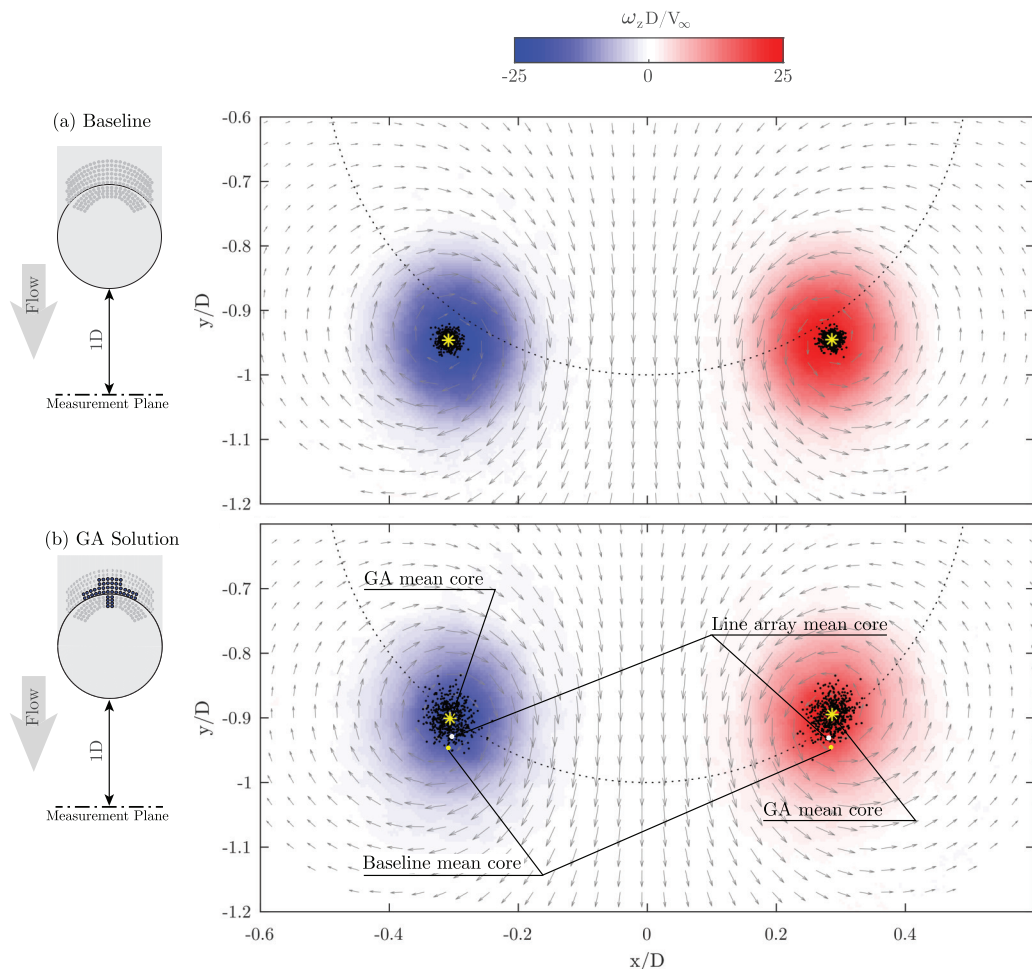 ω_z D/V_∞
-25 0 25
(a) Baseline
Flow
1D
Measurement Plane
y/D
-0.6
-0.7
-0.8
-0.9
-1
-1.1
-1.2
(b) GA Solution
Flow
1D
Measurement Plane
y/D
-0.7
-0.8
-0.9
-1
-1.1
-1.2
GA mean core
Line array mean core
GA mean core
Baseline mean core
-0.6 -0.4 -0.2 0 0.2 0.4
x/D